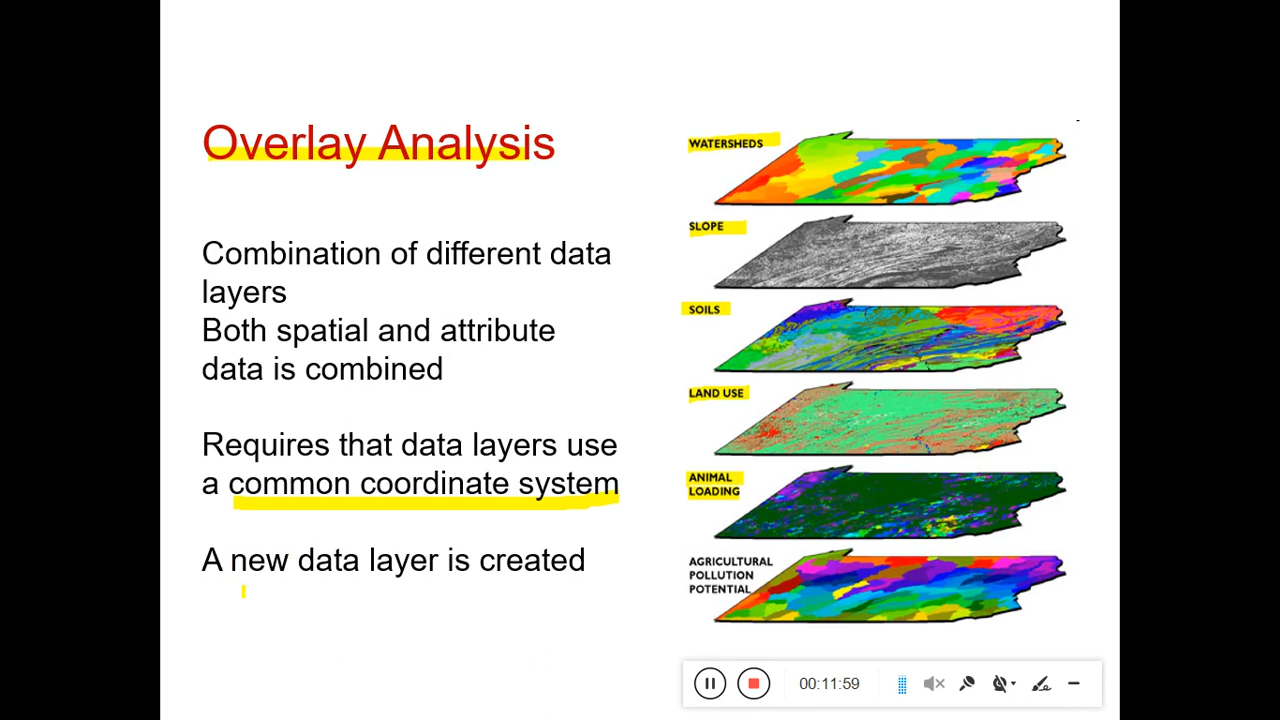 Overlay Analysis
Combination of different data
layers
Both spatial and attribute
data is combined
Requires that data layers use
a common coordinate system
A new data layer is created
WATERSHEDS
SLOPE
SOILS
LAND USE
ANIMAL
LOADING
AGRICULTURAL
POLLUTION
POTENTIAL
00:11:59